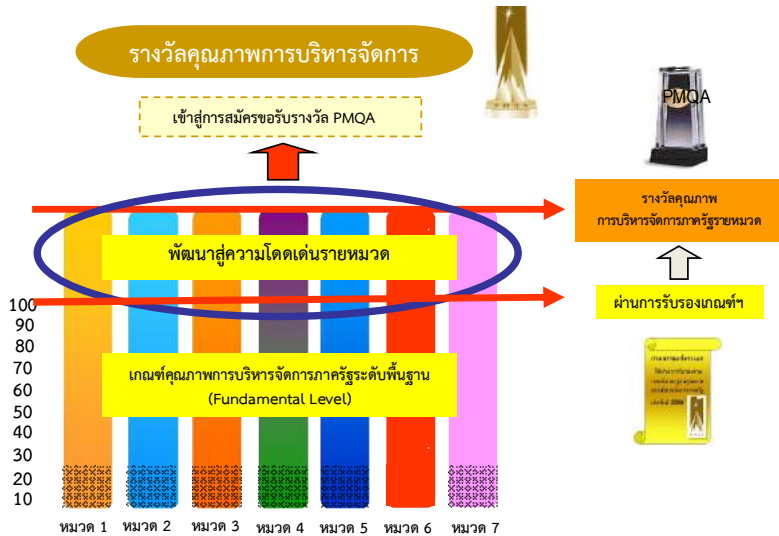 รางวัลคุณภาพการบริหารจัดการ
เข้าสู่การสมัครขอรับรางวัล PMQA
PMQA
รางวัลคุณภาพ
การบริหารจัดการภาครัฐรายหมวด
พัฒนาสู่ความโดดเด่นรายหมวด
ผ่านการรับรองเกณฑ์ฯ
100
90
80
70
60
50
40
30
20
10
เกณฑ์คุณภาพการบริหารจัดการภาครัฐระดับพื้นฐาน
(Fundamental Level)
หมวด 1 หมวด 2 หมวด 3 หมวด 4 หมวด 5 หมวด 6 หมวด 7